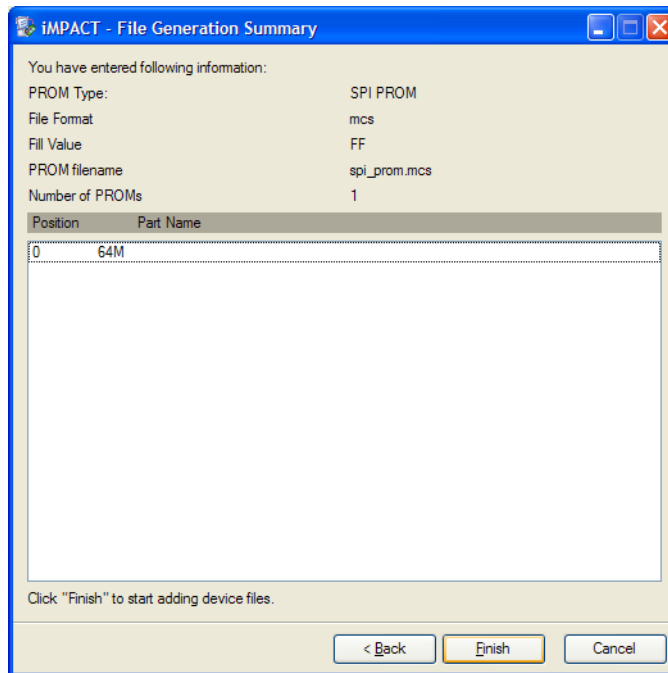 iMPACT - File Generation Summary
You have entered following information:
PROM Type: SPI PROM
File Format mcs
Fill Value FF
PROM filename spi_prom.mcs
Number of PROMs 1
Position Part Name
0 64M
Click "Finish" to start adding device files.
< Back Finish Cancel